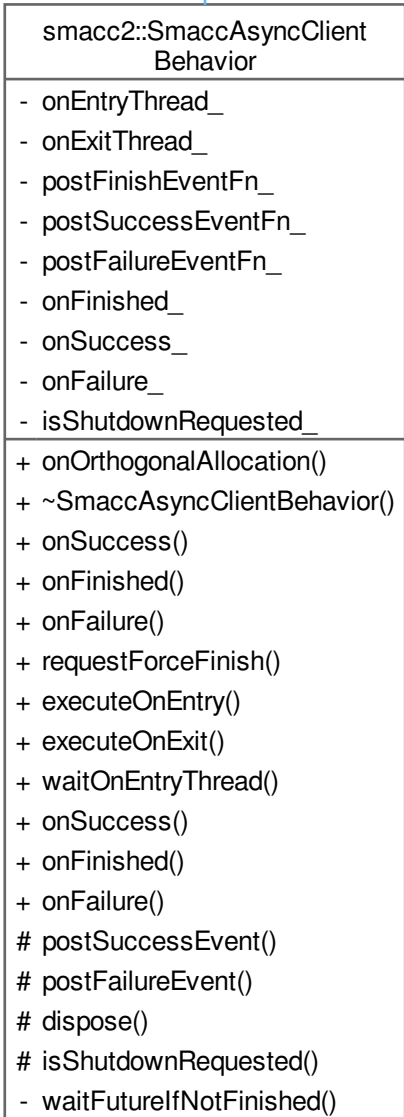 smacc2::SmaccAsyncClient
Behavior
- onEntryThread_
- onExitThread_
- postFinishEventFn_
- postSuccessEventFn_
- postFailureEventFn_
- onFinished_
- onSuccess_
- onFailure_
- isShutdownRequested_
+ onOrthogonalAllocation()
+ ~SmaccAsyncClientBehavior()
+ onSuccess()
+ onFinished()
+ onFailure()
+ requestForceFinish()
+ executeOnEntry()
+ executeOnExit()
+ waitOnEntryThread()
+ onSuccess()
+ onFinished()
+ onFailure()
# postSuccessEvent()
# postFailureEvent()
# dispose()
# isShutdownRequested()
- waitFutureIfNotFinished()